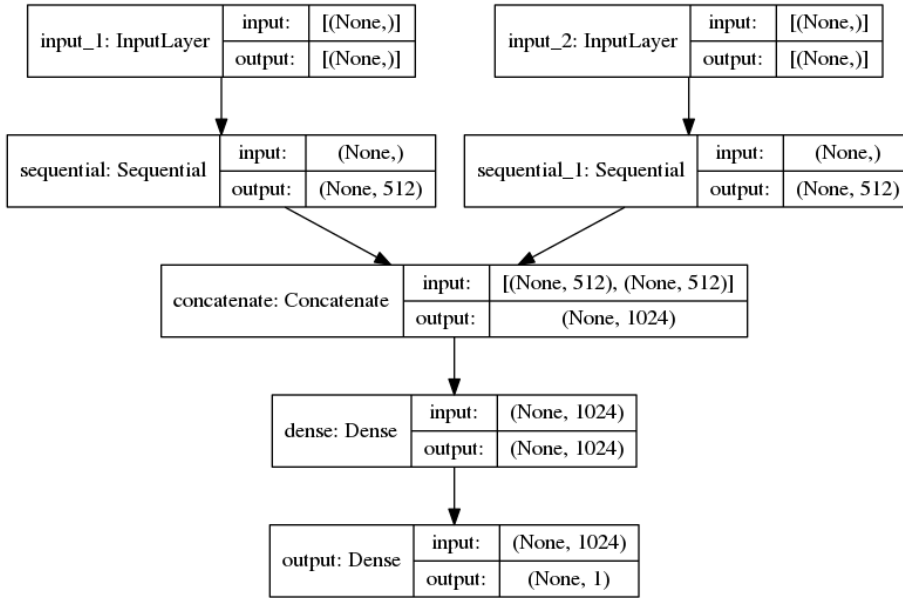 input_1: InputLayer
input: [(None,)]
output: [(None,)]
input_2: InputLayer
input: [(None,)]
output: [(None,)]
sequential: Sequential
input: (None,)
output: (None, 512)
sequential_1: Sequential
input: (None,)
output: (None, 512)
concatenate: Concatenate
input: [(None, 512), (None, 512)]
output: (None, 1024)
dense: Dense
input: (None, 1024)
output: (None, 1024)
output: Dense
input: (None, 1024)
output: (None, 1)